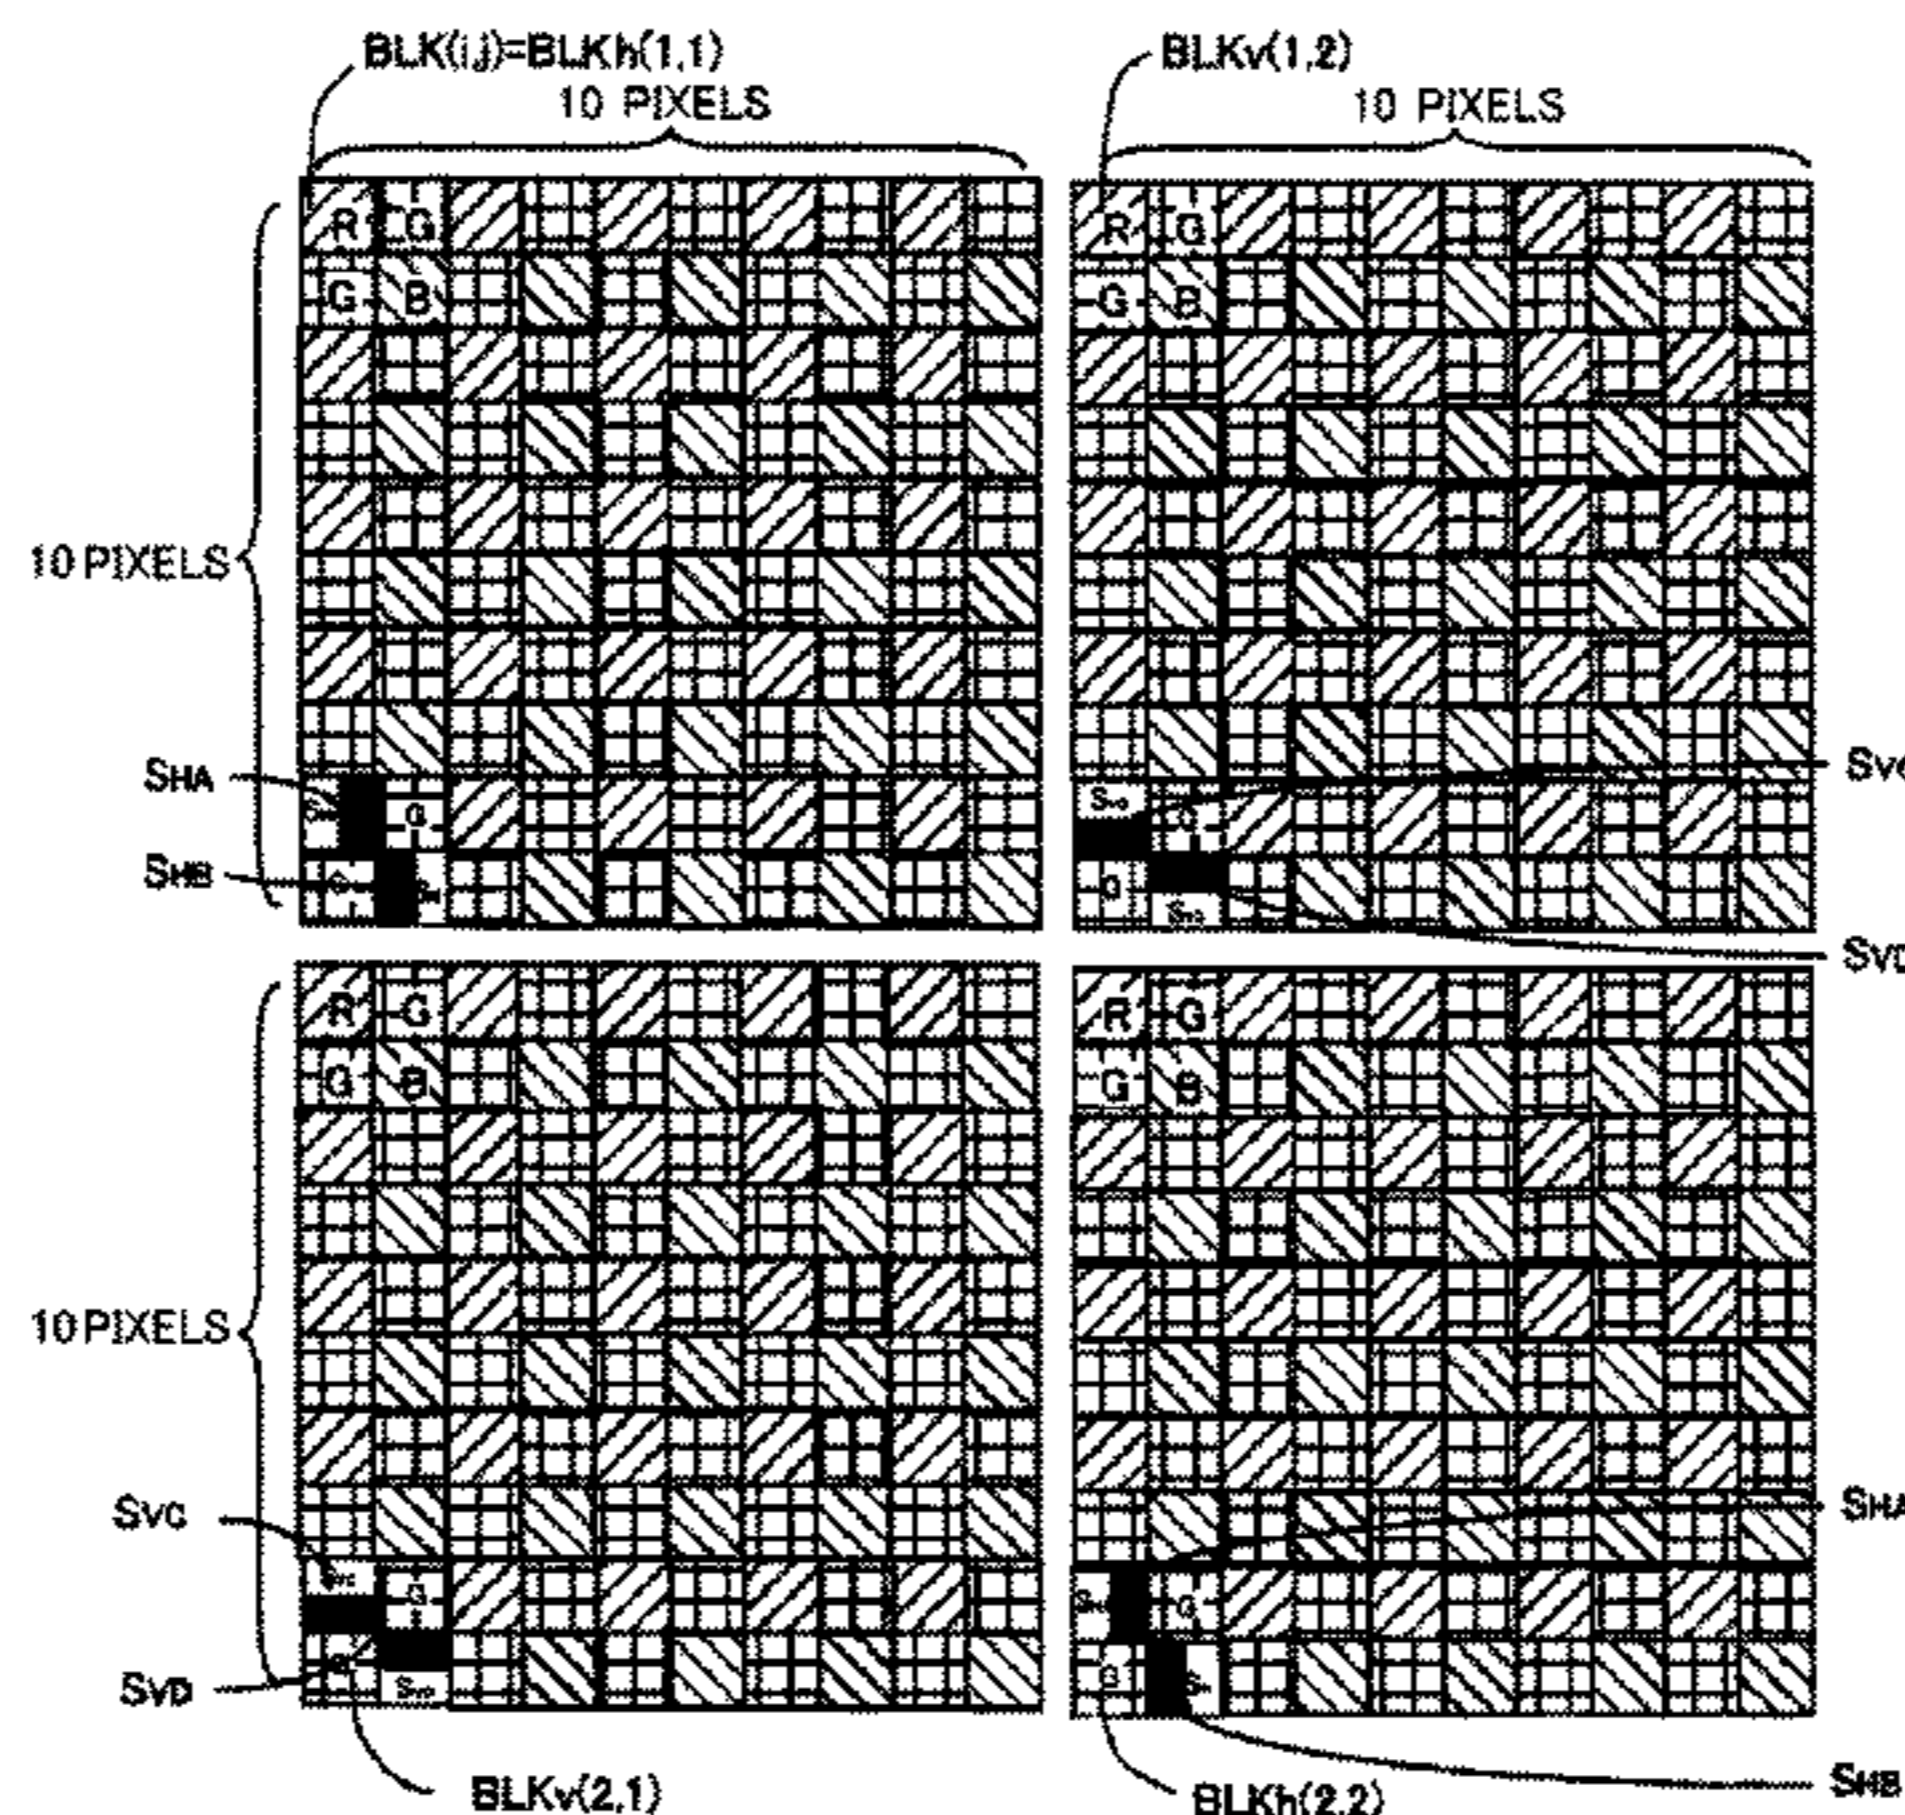 BLK(i,j)=BLKh(1,1)
BLKv(1,2)
10 PIXELS
10 PIXELS
R G
R G
G B
G B
10 PIXELS
SHA
G
SHB
G
SVD
R G
R G
G B
G B
10 PIXELS
SVC
SHA
SVC
G
G
SVD
SVD
G
BLKv(2,1)
BLKh(2,2)
SHB